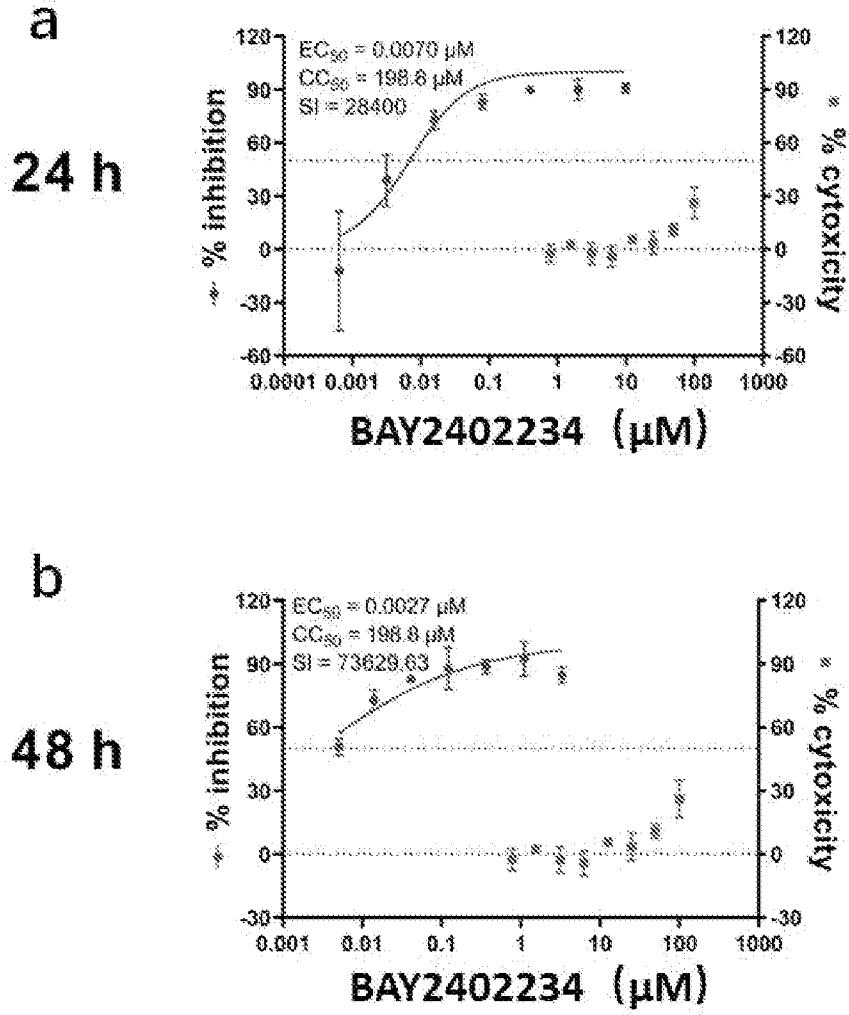 a
24 h
% inhibition
120
90
60
30
0
-30
-60
EC50 = 0.0070 µM
CC50 = 198.8 µM
SI = 28400
120
90
60
30
0
-30
-60
% cytoxicity
0.0001 0.001 0.01 0.1 1 10 100 1000
BAY2402234 (µM)
b
48 h
% inhibition
120
90
60
30
0
-30
EC50 = 0.0027 µM
CC50 = 198.8 µM
SI = 73629.63
120
90
60
30
0
-30
% cytoxicity
0.001 0.01 0.1 1 10 100 1000
BAY2402234 (µM)